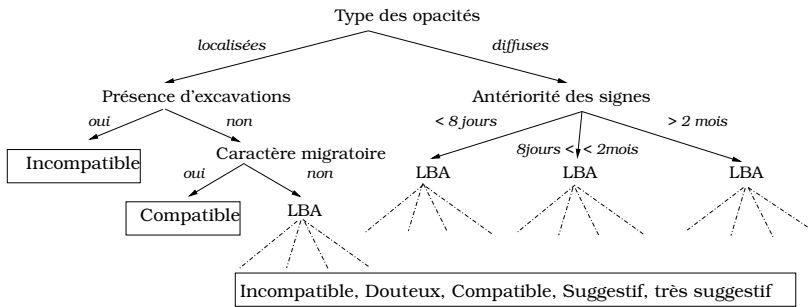 Type des opacités
localisées
diffuses
Présence d'excavations
Antériorité des signes
oui
non
< 8 jours
8jours < < 2mois
> 2 mois
Incompatible
Caractère migratoire
LBA
LBA
LBA
oui
non
Compatible
LBA
Incompatible, Douteux, Compatible, Suggestif, très suggestif